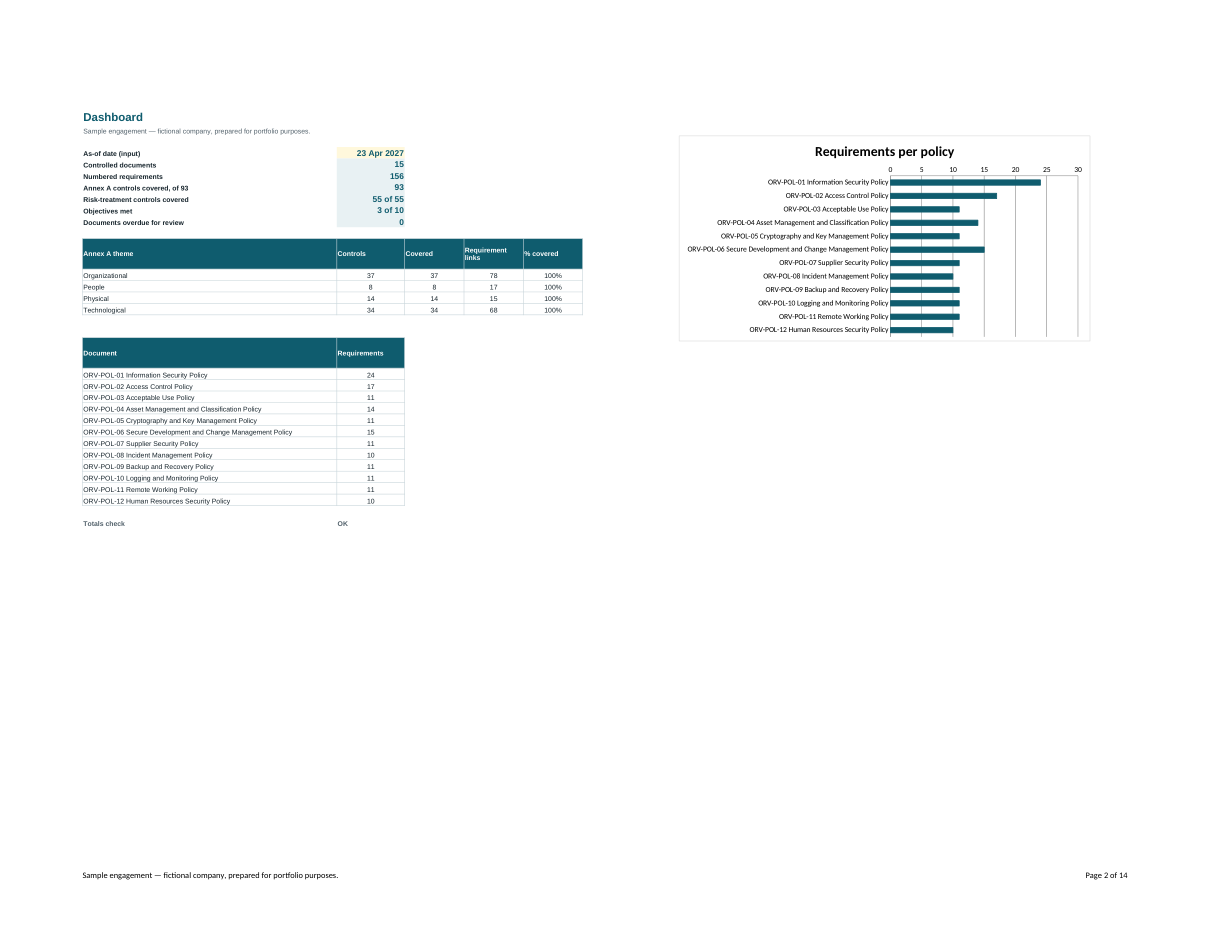 Dashboard
Sample engagement — fictional company, prepared for portfolio purposes.
As-of date (input) 23 Apr 2027
Controlled documents 15
Numbered requirements 156
Annex A controls covered, of 93 93
Risk-treatment controls covered 55 of 55
Objectives met 3 of 10
Documents overdue for review 0
Annex A theme Controls Covered Requirement links % covered
Organizational 37 37 78 100%
People 8 8 17 100%
Physical 14 14 15 100%
Technological 34 34 68 100%
Document Requirements
ORV-POL-01 Information Security Policy 24
ORV-POL-02 Access Control Policy 17
ORV-POL-03 Acceptable Use Policy 11
ORV-POL-04 Asset Management and Classification Policy 14
ORV-POL-05 Cryptography and Key Management Policy 11
ORV-POL-06 Secure Development and Change Management Policy 15
ORV-POL-07 Supplier Security Policy 11
ORV-POL-08 Incident Management Policy 10
ORV-POL-09 Backup and Recovery Policy 11
ORV-POL-10 Logging and Monitoring Policy 11
ORV-POL-11 Remote Working Policy 11
ORV-POL-12 Human Resources Security Policy 10
Totals check OK
Requirements per policy
0 5 10 15 20 25 30
ORV-POL-01 Information Security Policy
ORV-POL-02 Access Control Policy
ORV-POL-03 Acceptable Use Policy
ORV-POL-04 Asset Management and Classification Policy
ORV-POL-05 Cryptography and Key Management Policy
ORV-POL-06 Secure Development and Change Management Policy
ORV-POL-07 Supplier Security Policy
ORV-POL-08 Incident Management Policy
ORV-POL-09 Backup and Recovery Policy
ORV-POL-10 Logging and Monitoring Policy
ORV-POL-11 Remote Working Policy
ORV-POL-12 Human Resources Security Policy
Sample engagement — fictional company, prepared for portfolio purposes.
Page 2 of 14